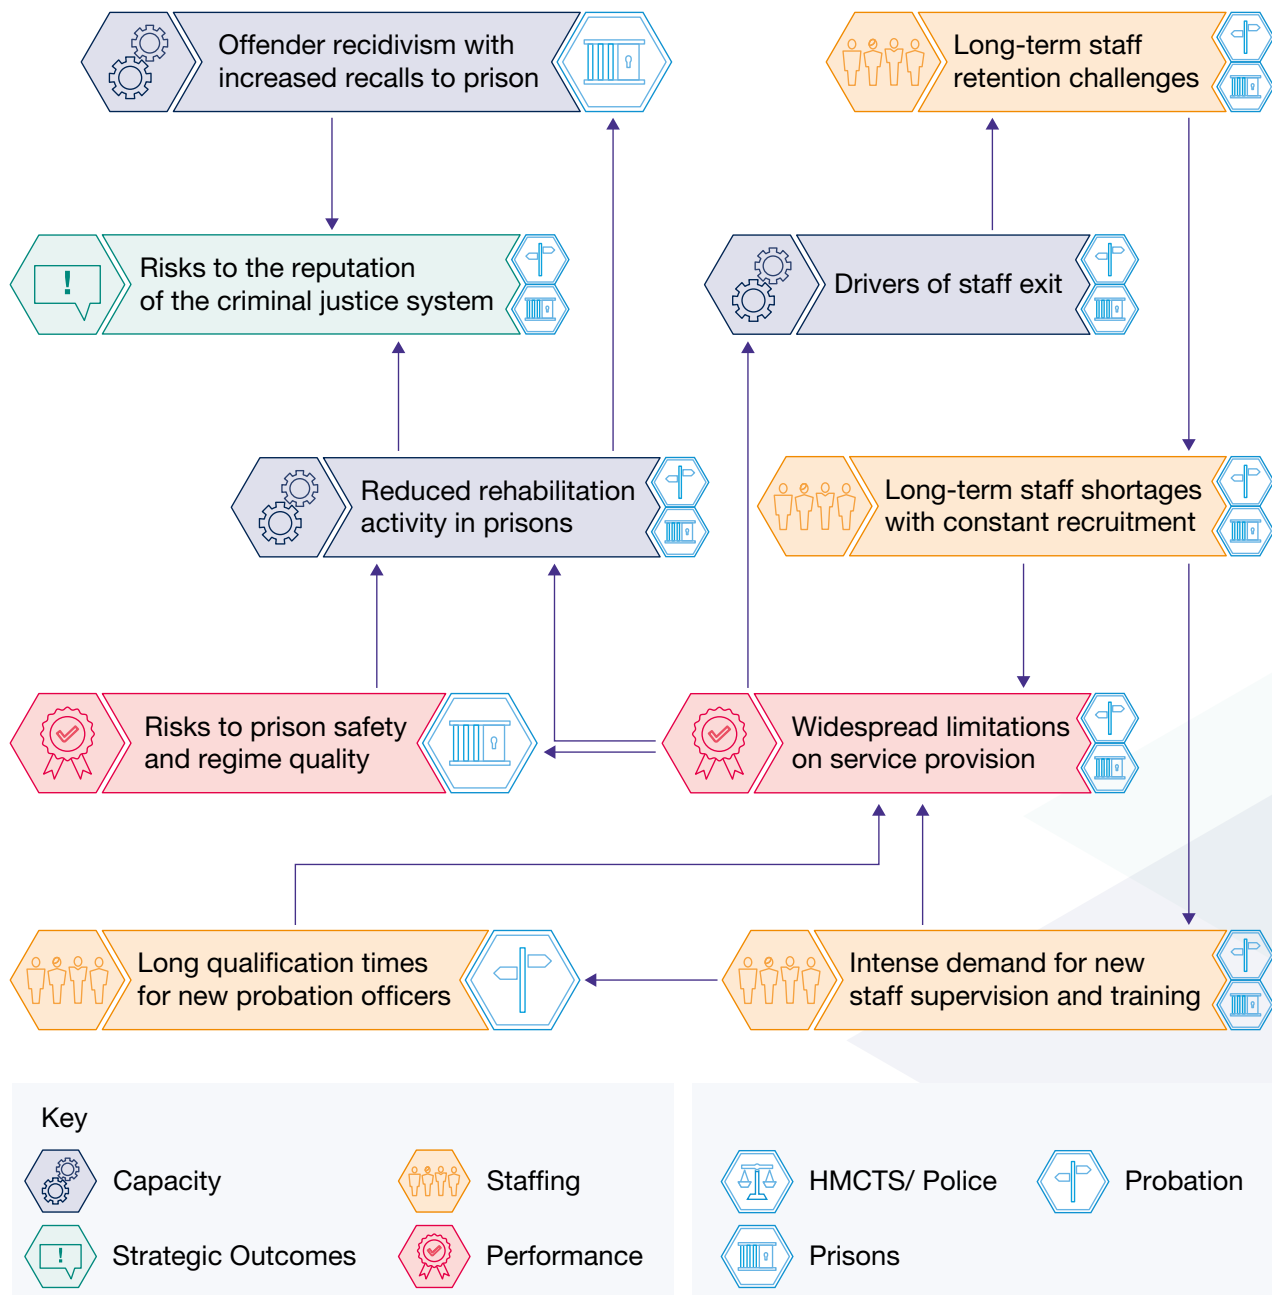 Offender recidivism with
increased recalls to prison
Long-term staff
retention challenges
Risks to the reputation
of the criminal justice system
Drivers of staff exit
Reduced rehabilitation
activity in prisons
Long-term staff shortages
with constant recruitment
Risks to prison safety
and regime quality
Widespread limitations
on service provision
Long qualification times
for new probation officers
Intense demand for new
staff supervision and training
Key
Capacity
Staffing
Strategic Outcomes
Performance
HMCTS/ Police
Probation
Prisons